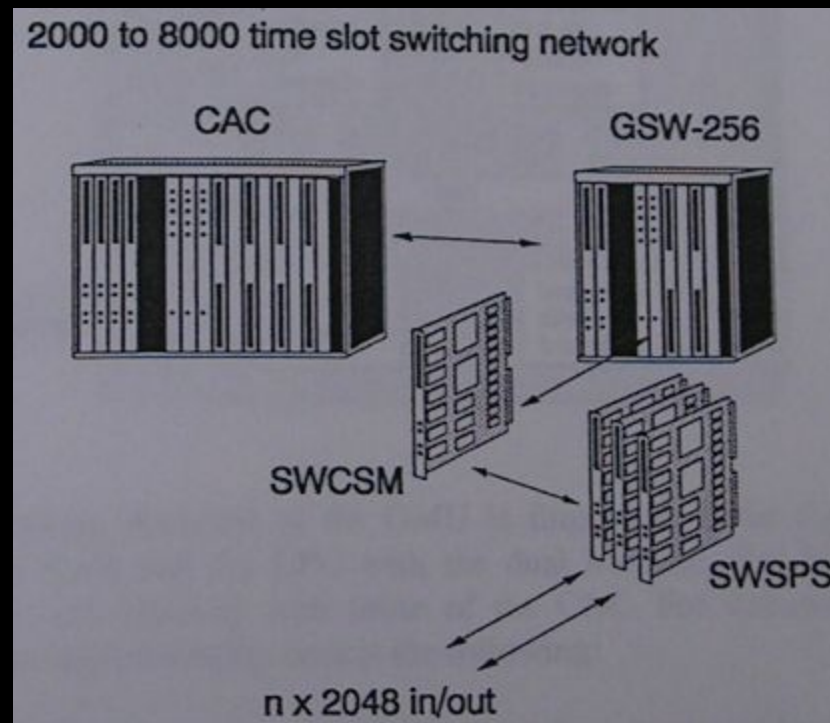 2000 to 8000 time slot switching network
CAC
GSW-256
SWCSM
SWSPS
n x 2048 in/out